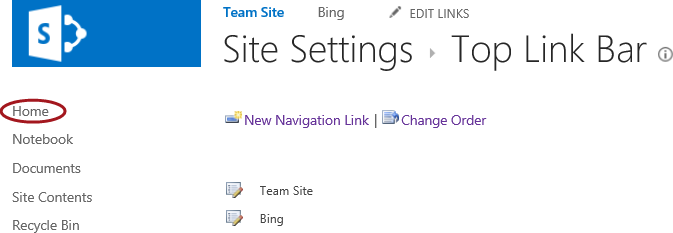 S
Team Site Bing EDIT LINKS
Site Settings ▸ Top Link Bar
Home
Notebook
Documents
Site Contents
Recycle Bin
New Navigation Link | Change Order
Team Site
Bing